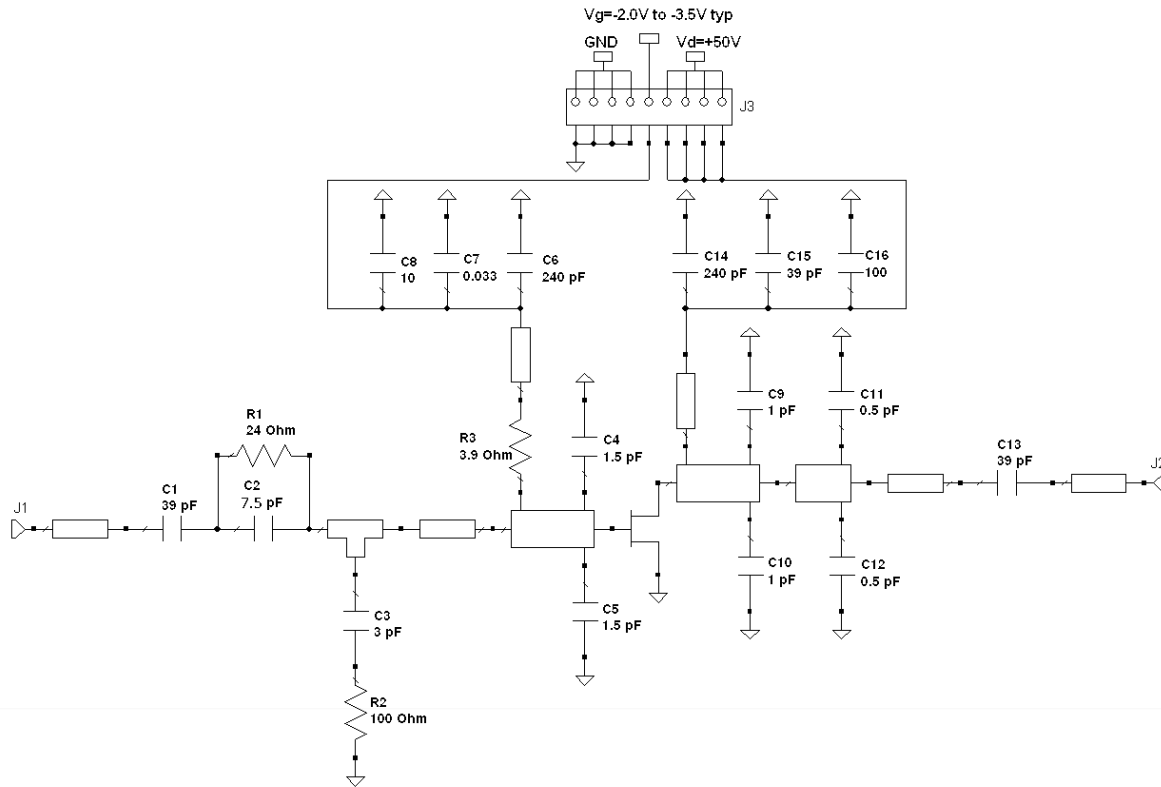 Vg=-2.0V to -3.5V typ
GND
Vd=+50V
J3
C8
10
C7
0.033
C6
240 pF
C14
240 pF
C15
39 pF
C16
100
R1
24 Ohm
R3
3.9 Ohm
C4
1.5 pF
C9
1 pF
C11
0.5 pF
C13
39 pF
J1
C1
39 pF
C2
7.5 pF
J2
C10
1 pF
C12
0.5 pF
C3
3 pF
C5
1.5 pF
R2
100 Ohm